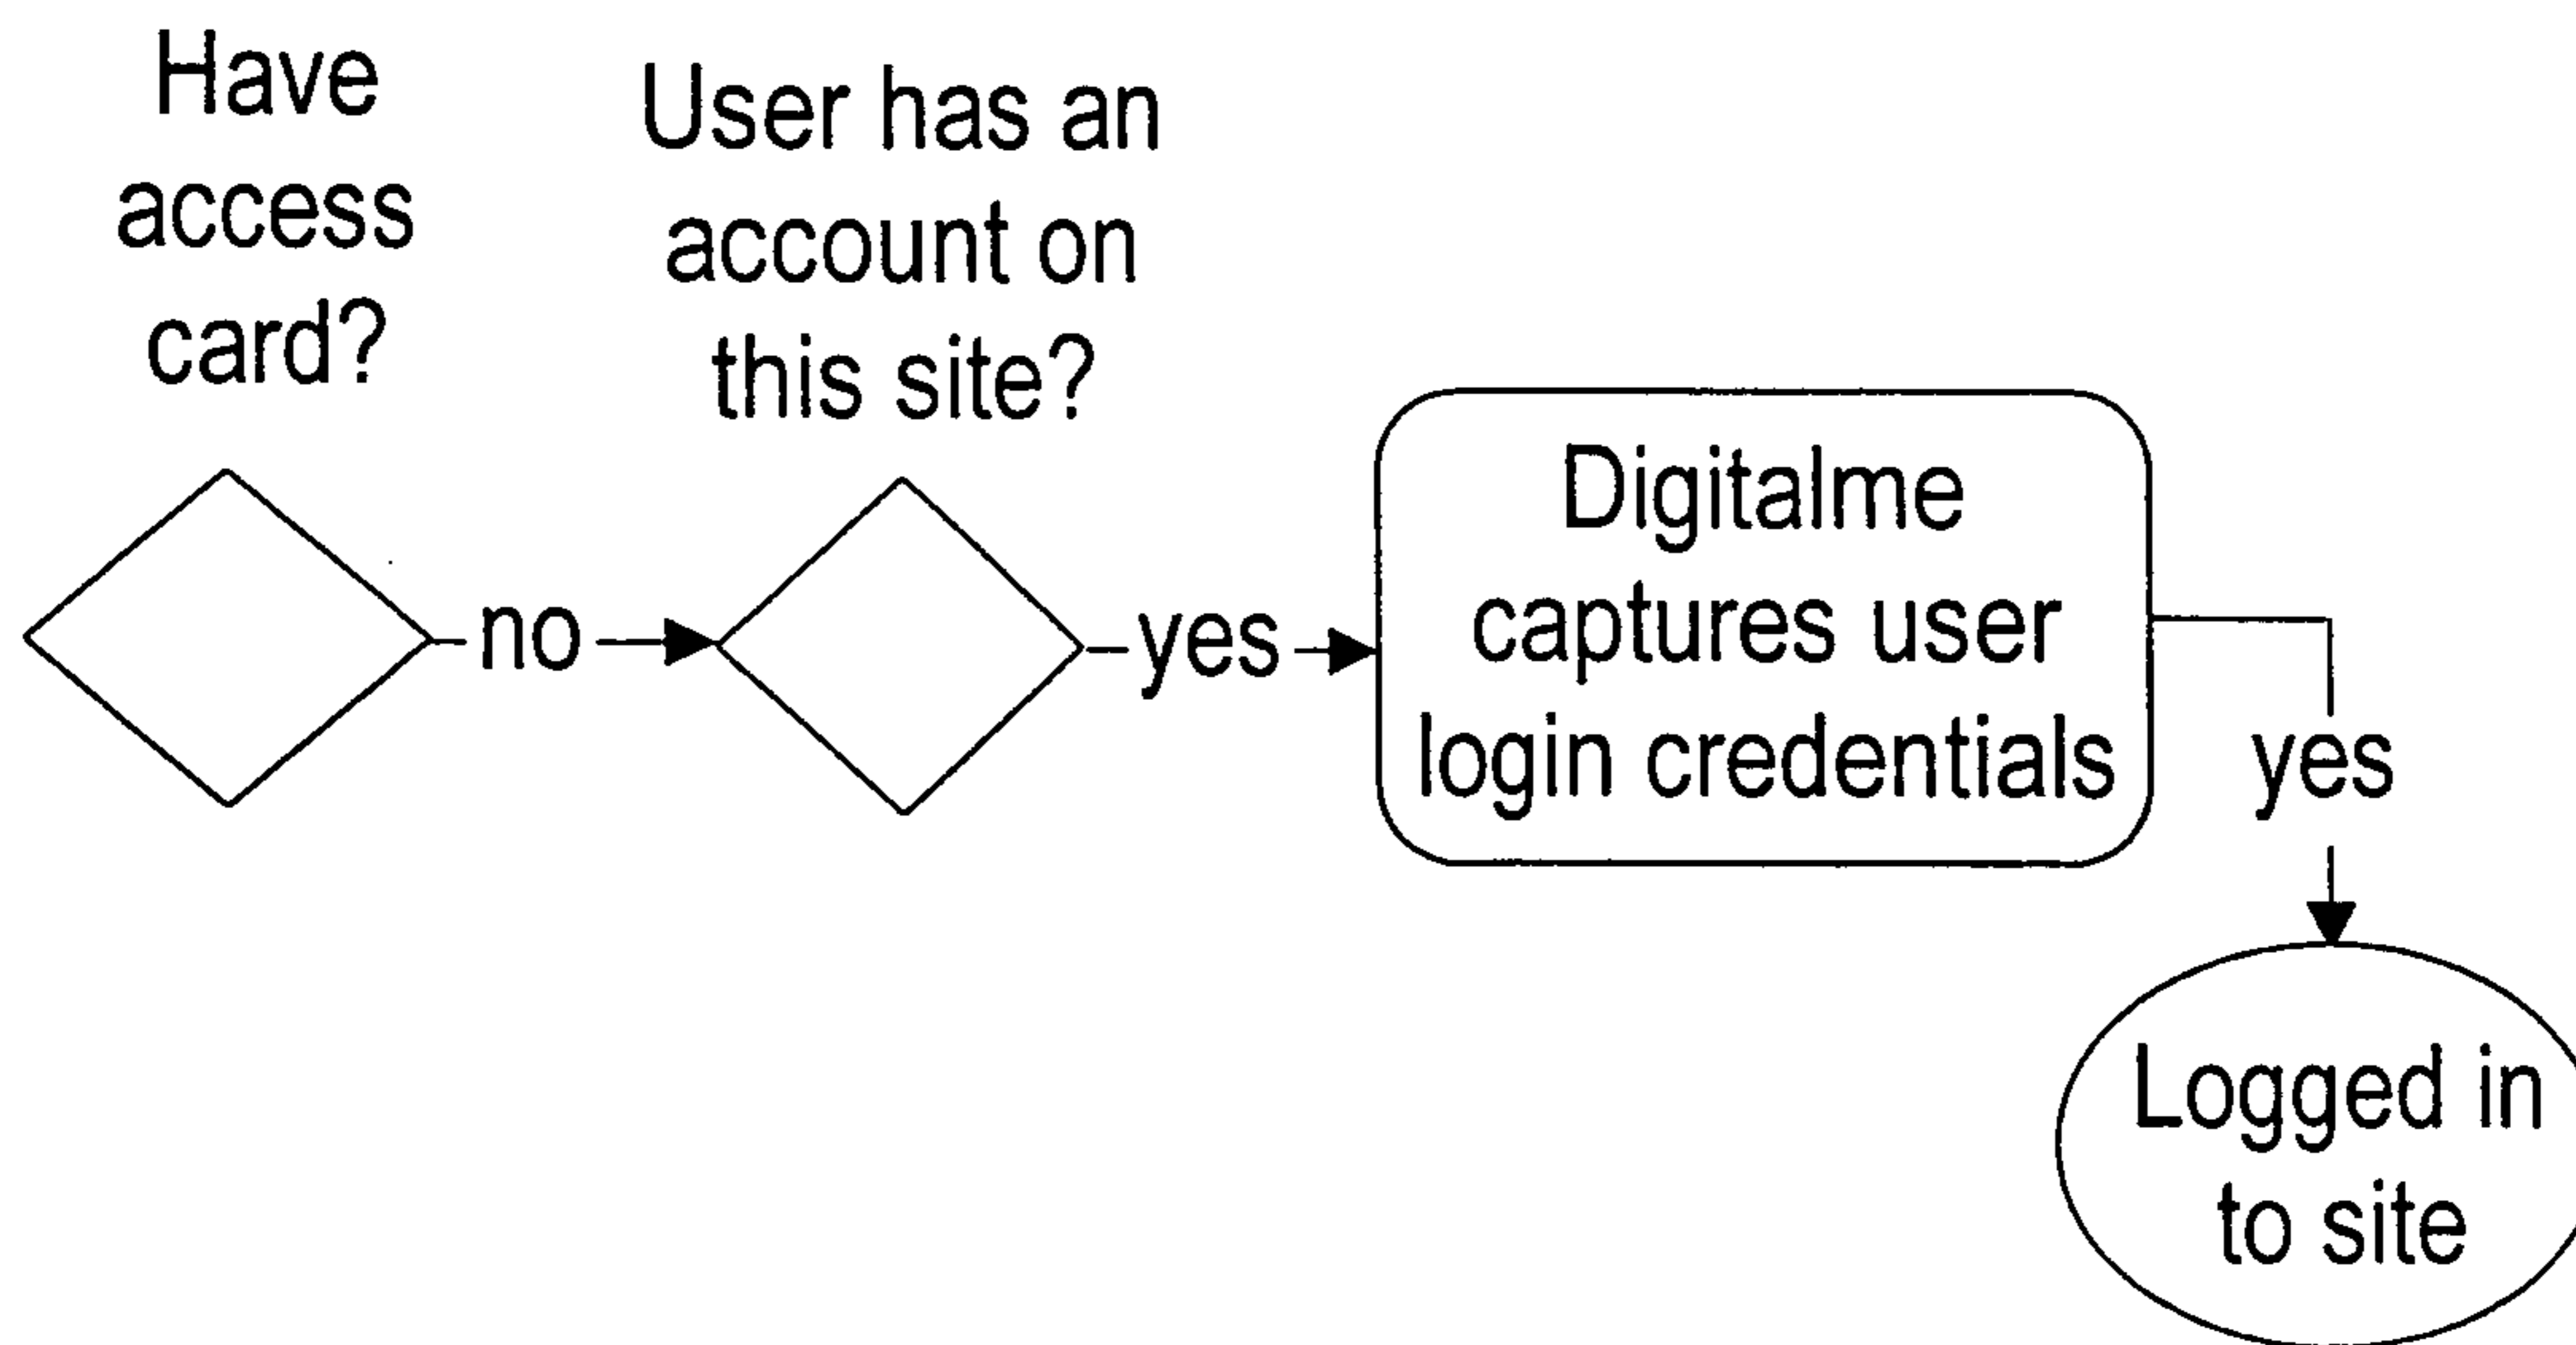 Have
access
card?
User has an
account on
this site?
no
yes
Digitalme
captures user
login credentials
yes
Logged in
to site